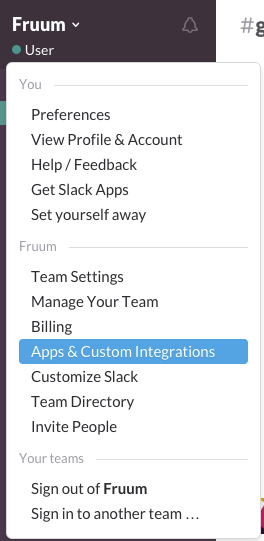 Fruum
User
#g
You
Preferences
View Profile & Account
Help / Feedback
Get Slack Apps
Set yourself away
Fruum
Team Settings
Manage Your Team
Billing
Apps & Custom Integrations
Customize Slack
Team Directory
Invite People
Your teams
Sign out of Fruum
Sign in to another team …